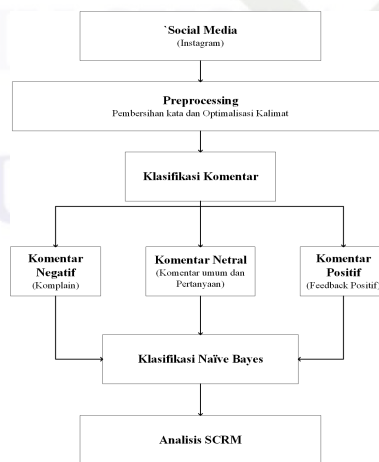 `Social Media
(Instagram)
Preprocessing
Pembersihan kata dan Optimalisasi Kalimat
Klasifikasi Komentar
Komentar
Negatif
(Komplain)
Komentar Netral
(Komentar umum dan
Pertanyaan)
Komentar
Positif
(Feedback Positif)
Klasifikasi Naïve Bayes
Analisis SCRM